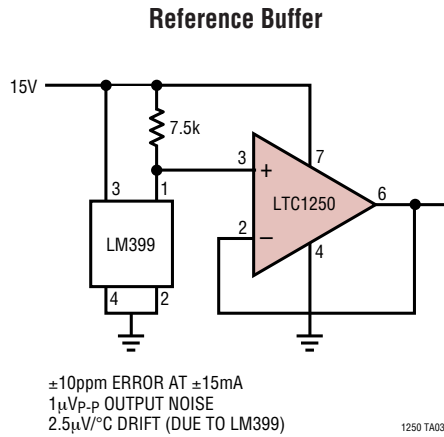 Reference Buffer
15V
7.5k
3
1
3
+
7
LTC1250
6
2
−
4
LM399
4
2
±10ppm ERROR AT ±15mA
1μVP-P OUTPUT NOISE
2.5μV/°C DRIFT (DUE TO LM399)
1250 TA03